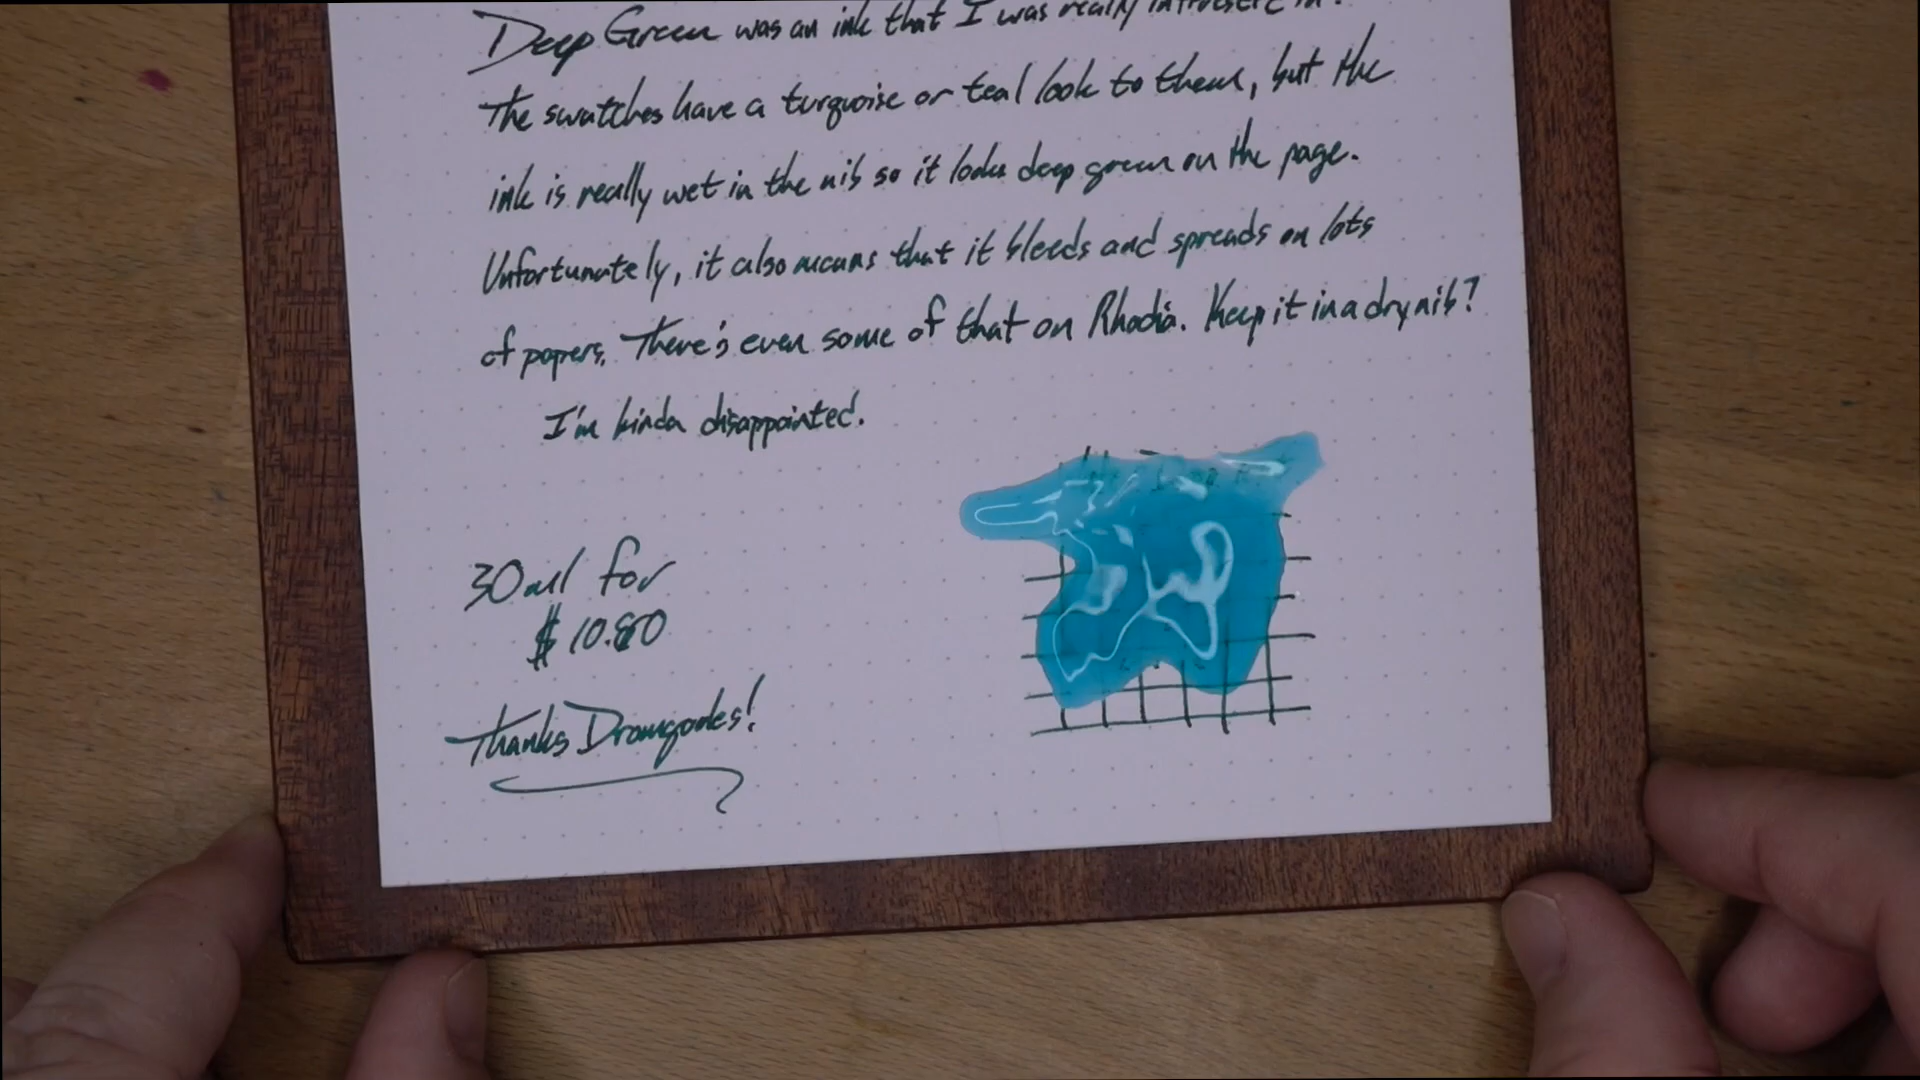 Deep Green was an ink that I was really in
The swatches have a turquoise or teal look to them, but the
ink is really wet in the nib so it looks deep green on the page.
Unfortunately, it also means that it bleeds and spreads on lots
of papers. There's even some of that on Rhodia. Keep it in a dry nib?
I'm kinda disappointed.
30ml for
$10.80
Thanks Dromgooles!